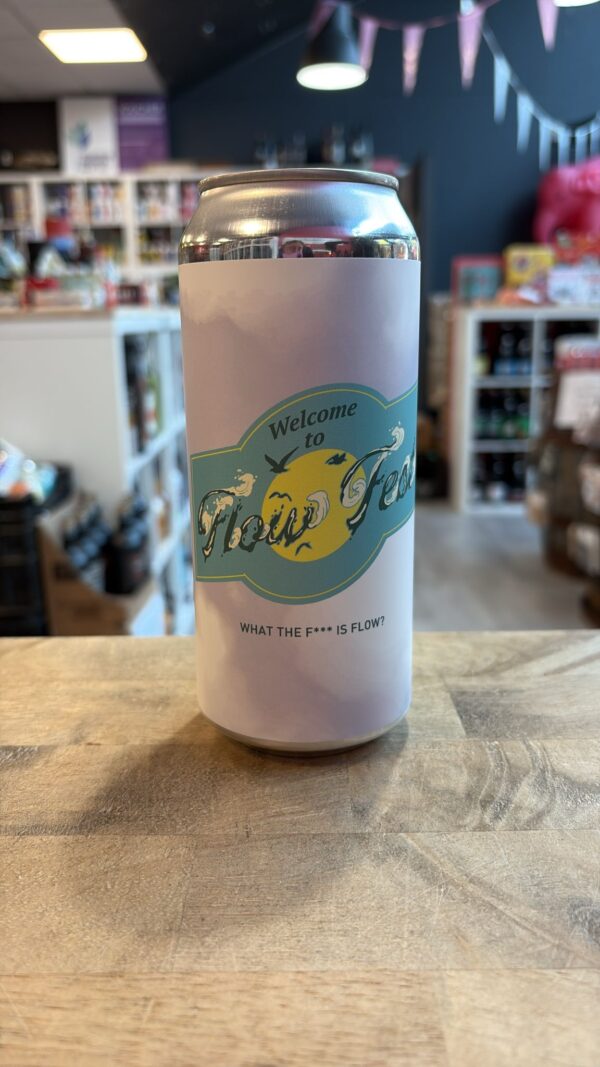 Welcome
to
Flow Fest
WHAT THE F*** IS FLOW?